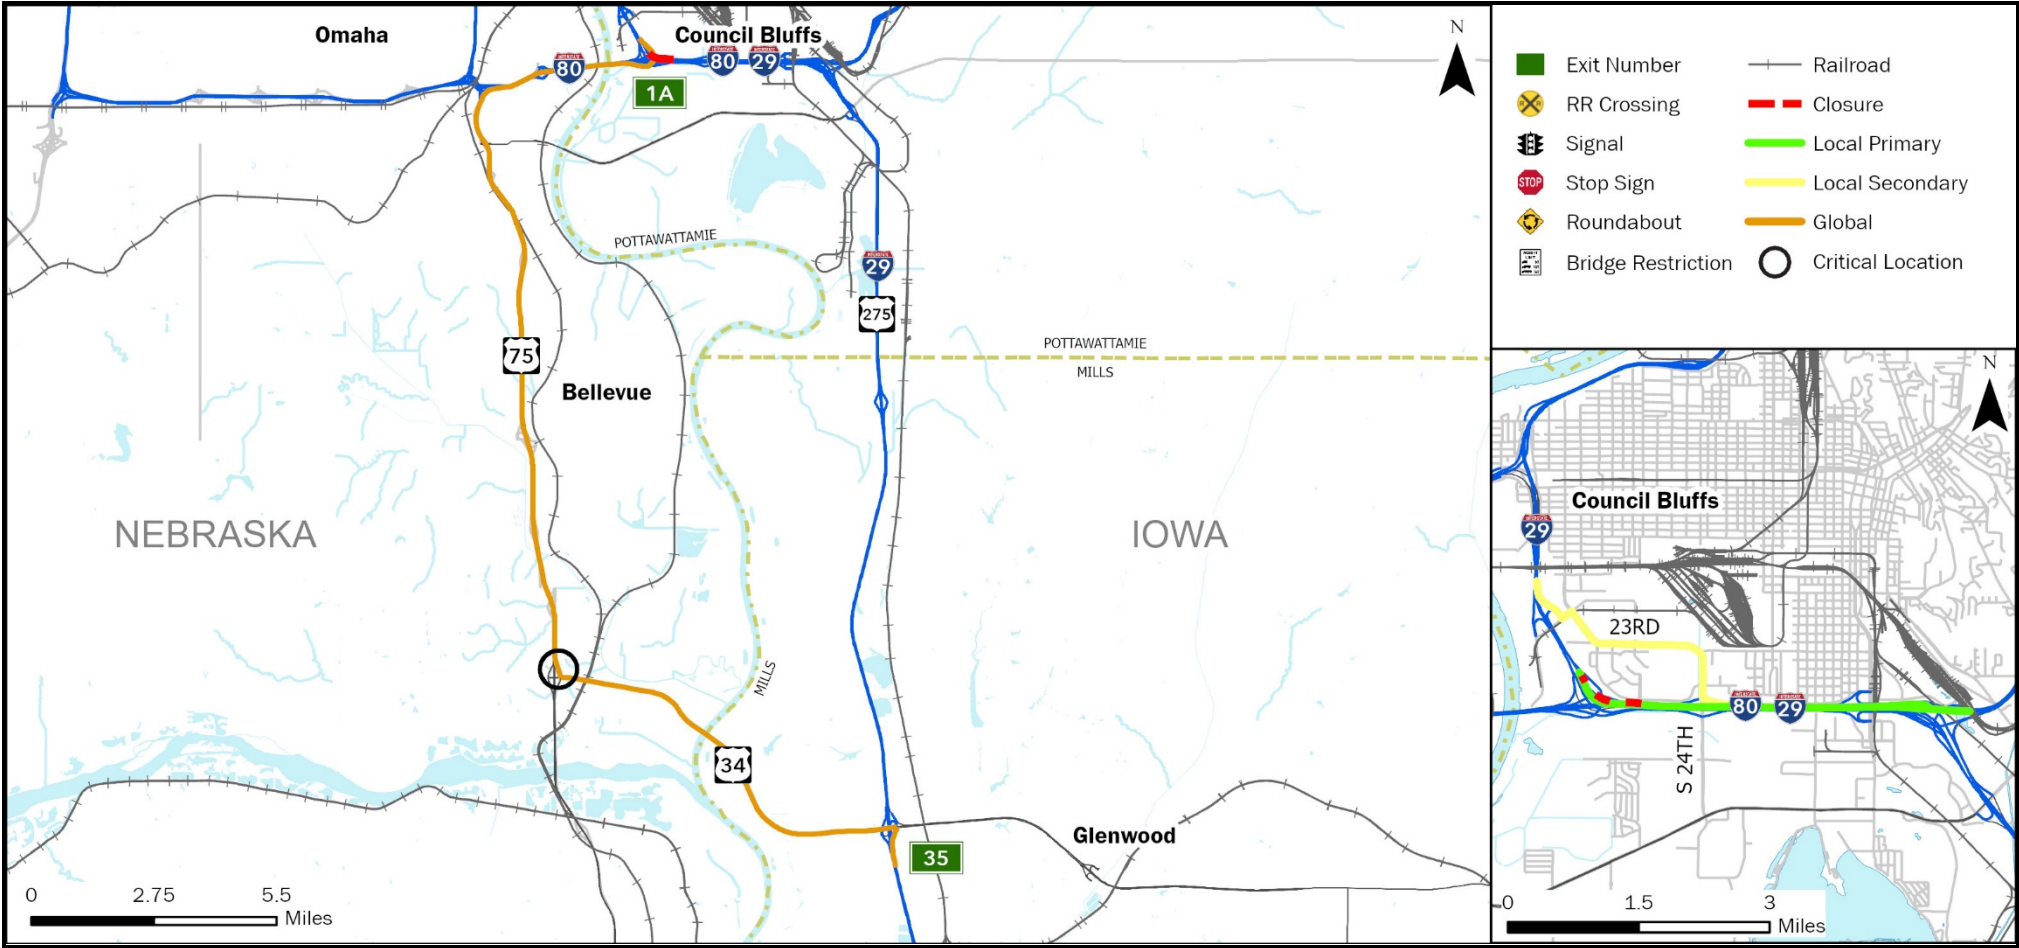 Omaha
Council Bluffs
80
80
29
1A
N
POTTAWATTAMIE
29
275
75
POTTAWATTAMIE
MILLS
Bellevue
NEBRASKA
IOWA
MILLS
34
Glenwood
35
0 2.75 5.5
Miles
Exit Number
Railroad
RR Crossing
Closure
Signal
Local Primary
STOP
Stop Sign
Local Secondary
Roundabout
Global
Bridge Restriction
Critical Location
N
Council Bluffs
29
23RD
80
29
S 24TH
0 1.5 3
Miles